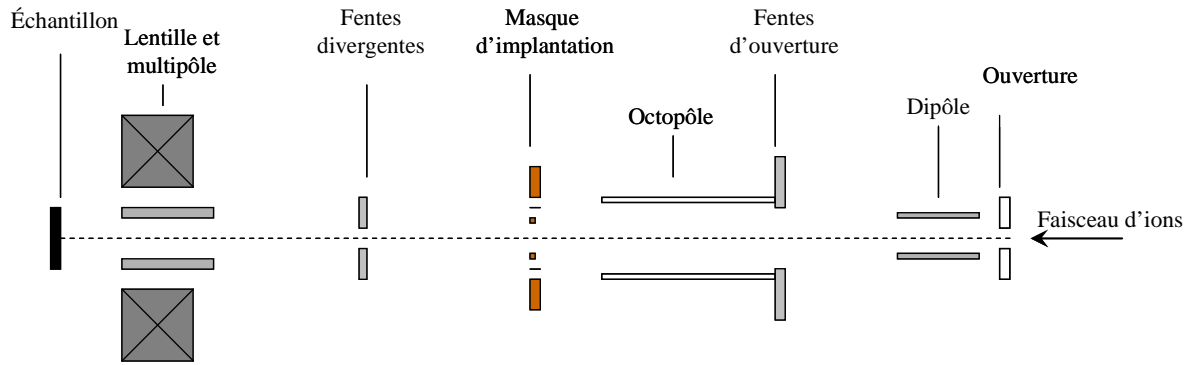 Échantillon
Lentille et
multipôle
Fentes
divergentes
Masque
d’implantation
Octopôle
Fentes
d’ouverture
Dipôle
Ouverture
Faisceau d’ions